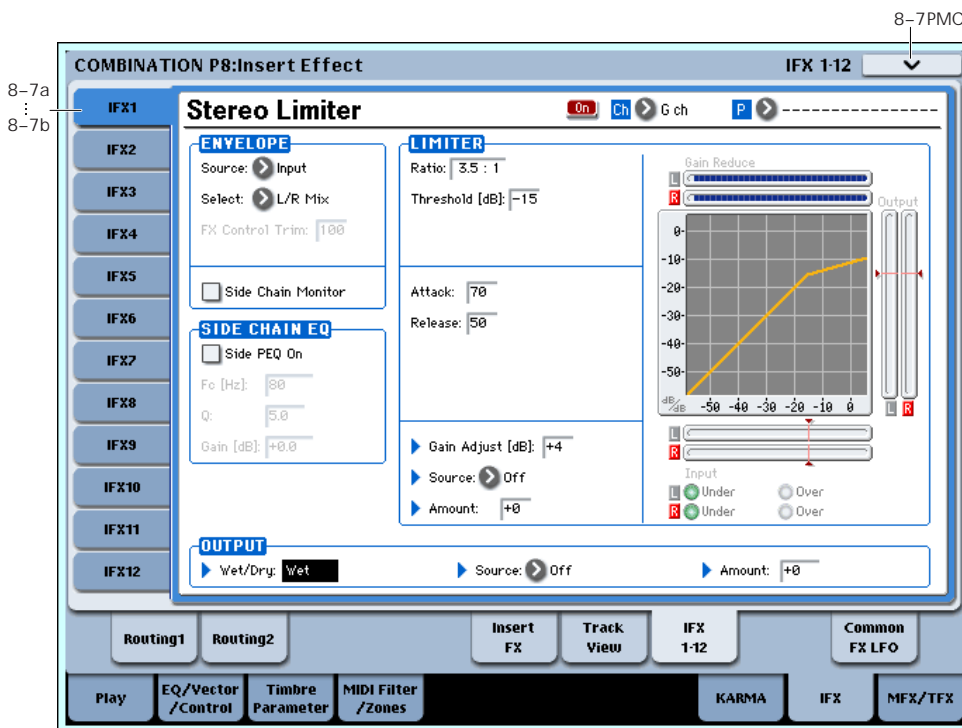 8-7PMC
COMBINATION P8:Insert Effect IFX 1-12
8-7a
8-7b
IFX1
IFX2
IFX3
IFX4
IFX5
IFX6
IFX7
IFX8
IFX9
IFX10
IFX11
IFX12
Stereo Limiter On Ch G ch P ----------------
ENVELOPE
Source: Input
Select: L/R Mix
FX Control Trim: 100
Side Chain Monitor
SIDE CHAIN EQ
Side PEQ On
Fc [Hz]: 80
Q: 5.0
Gain [dB]: +0.0
LIMITER
Ratio: 3.5 : 1
Threshold [dB]: -15
Attack: 70
Release: 50
Gain Adjust [dB]: +4
Source: Off
Amount: +0
Gain Reduce
L
R
Output
0-
-10-
-20-
-30-
-40-
-50-
dB/dB -50 -40 -30 -20 -10 0
L R
L
R
Input
L Under Over
R Under Over
OUTPUT
Wet/Dry: Wet Source: Off Amount: +0
Routing1 Routing2 Insert FX Track View IFX 1-12 Common FX LFO
Play EQ/Vector /Control Timbre Parameter MIDI Filter /Zones KARMA IFX MFX/TFX